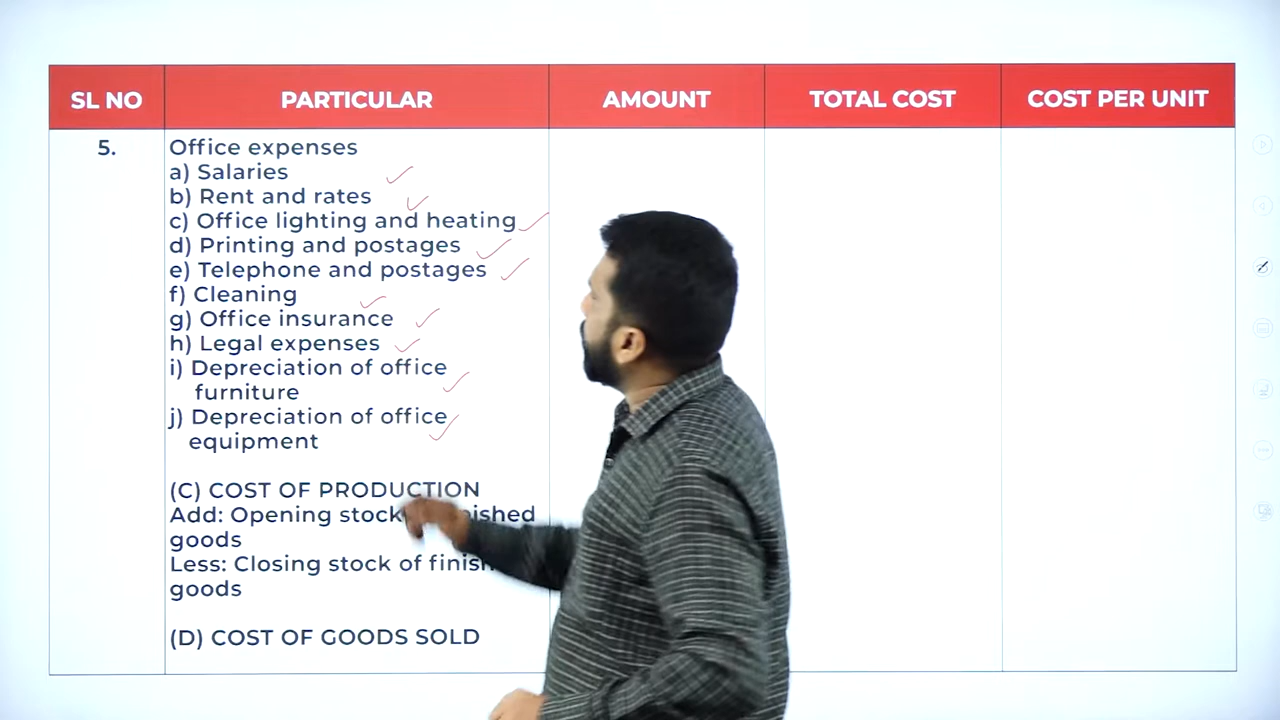 SL NO PARTICULAR AMOUNT TOTAL COST COST PER UNIT
5. Office expenses
a) Salaries
b) Rent and rates
c) Office lighting and heating
d) Printing and postages
e) Telephone and postages
f) Cleaning
g) Office insurance
h) Legal expenses
i) Depreciation of office
furniture
j) Depreciation of office
equipment
(C) COST OF PRODUCTION
Add: Opening stock
goods
Less: Closing stock of
goods
(D) COST OF GOODS SOLD